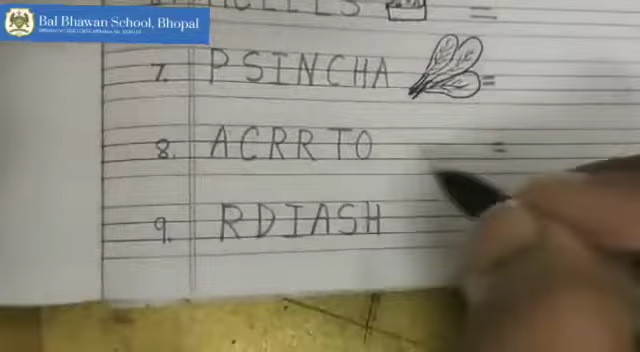 Bal Bhawan School, Bhopal
=
7. PSINCHA =
8. ACRRTO =
9. RDIASH